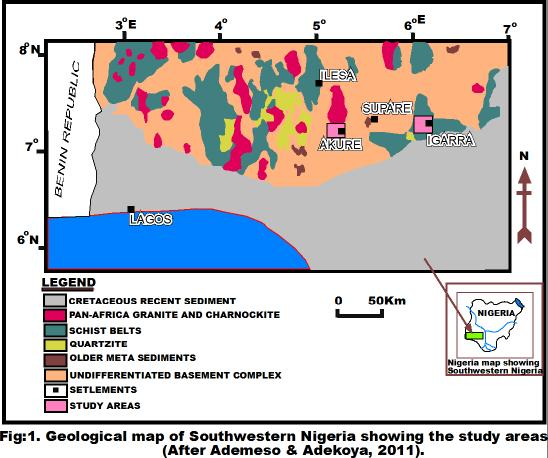 3°E 4° 5° 6°E 7°
8°N
7°
6°N
BENIN REPUBLIC
ILESA
SUPARE
AKURE
IGARRA
LAGOS
N
LEGEND
CRETACEOUS RECENT SEDIMENT
PAN-AFRICA GRANITE AND CHARNOCKITE
SCHIST BELTS
QUARTZITE
OLDER META SEDIMENTS
UNDIFFERENTIATED BASEMENT COMPLEX
SETLEMENTS
STUDY AREAS
0 50Km
NIGERIA
Nigeria map showing
Southwestern Nigeria
Fig:1. Geological map of Southwestern Nigeria showing the study areas
(After Ademeso & Adekoya, 2011).